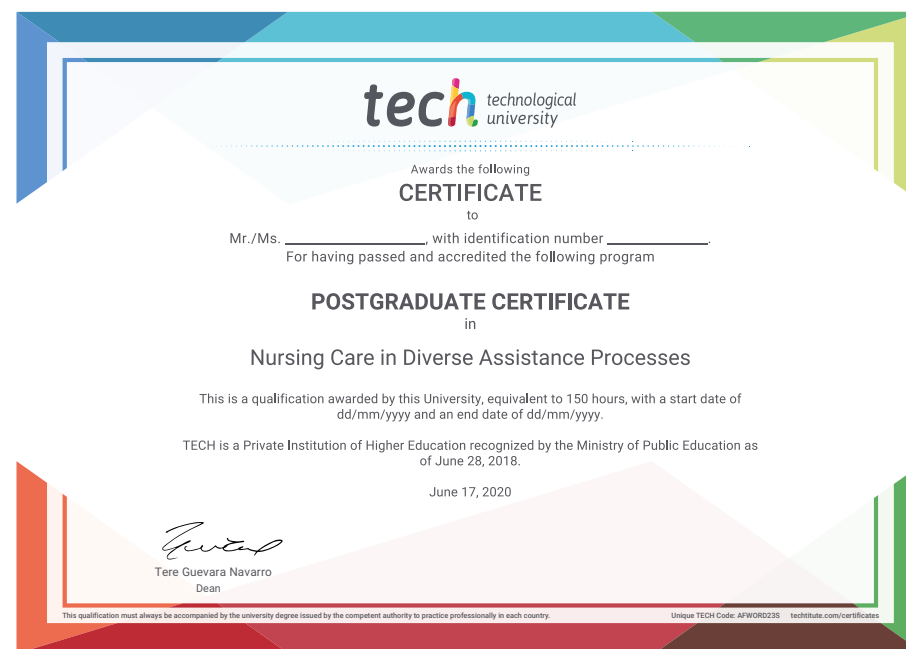 tech technological
university
Awards the following
CERTIFICATE
to
Mr./Ms. ____________________, with identification number ______________.
For having passed and accredited the following program
POSTGRADUATE CERTIFICATE
in
Nursing Care in Diverse Assistance Processes
This is a qualification awarded by this University, equivalent to 150 hours, with a start date of
dd/mm/yyyy and an end date of dd/mm/yyyy.
TECH is a Private Institution of Higher Education recognized by the Ministry of Public Education as
of June 28, 2018.
June 17, 2020
Tere Guevara Navarro
Dean
This qualification must always be accompanied by the university degree issued by the competent authority to practice professionally in each country. Unique TECH Code: AFWORD23S techtitute.com/certificates